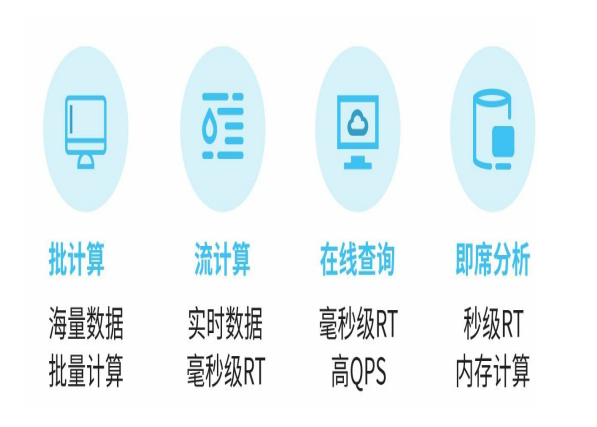 批计算
海量数据
批量计算
流计算
实时数据
毫秒级RT
在线查询
毫秒级RT
高QPS
即席分析
秒级RT
内存计算